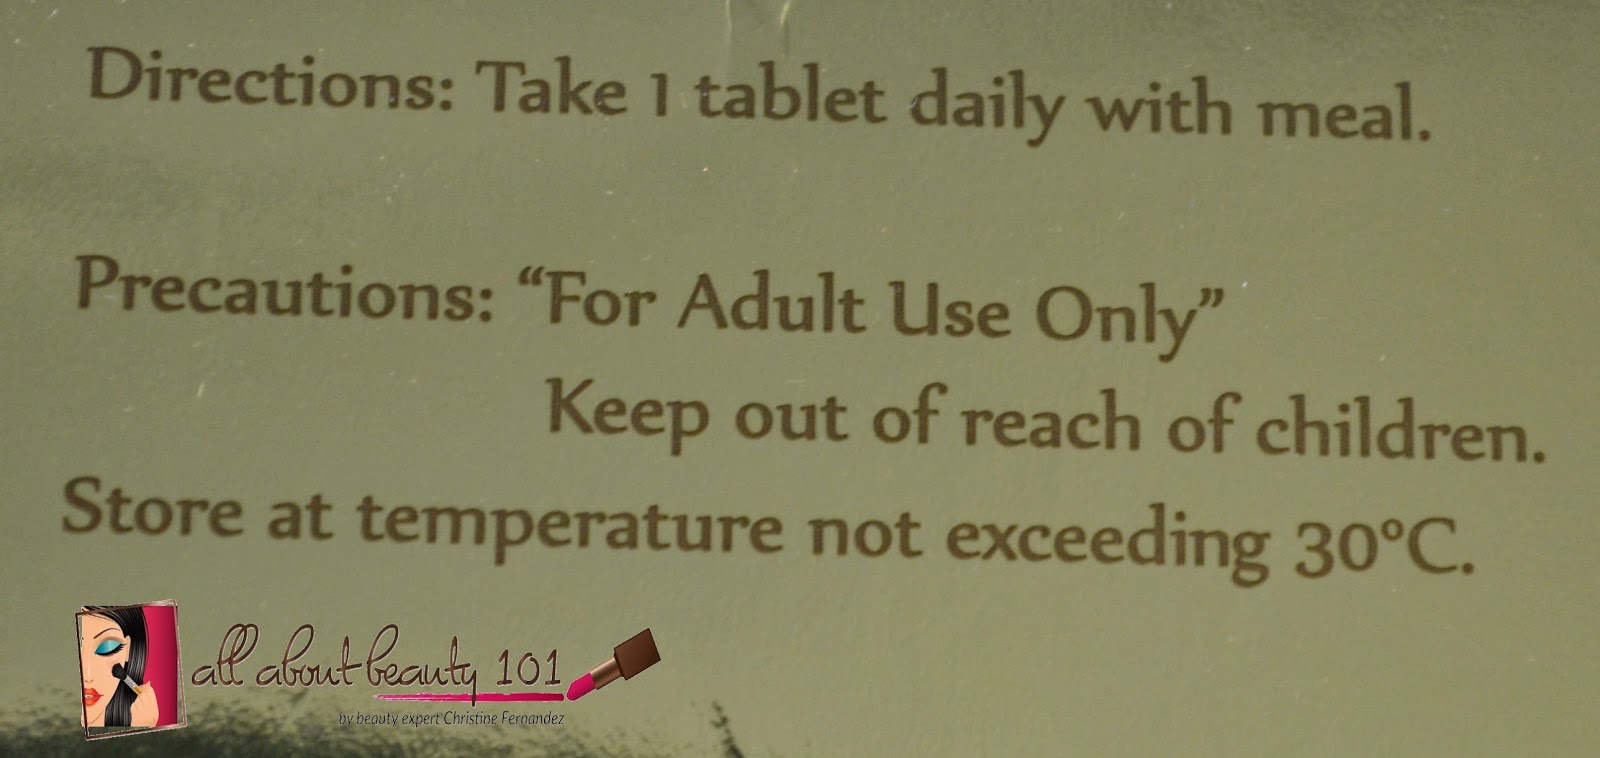 Directions: Take 1 tablet daily with meal.
Precautions: “For Adult Use Only”
Keep out of reach of children.
Store at temperature not exceeding 30°C.
all about beauty 101
by beauty expert Christine Fernandez